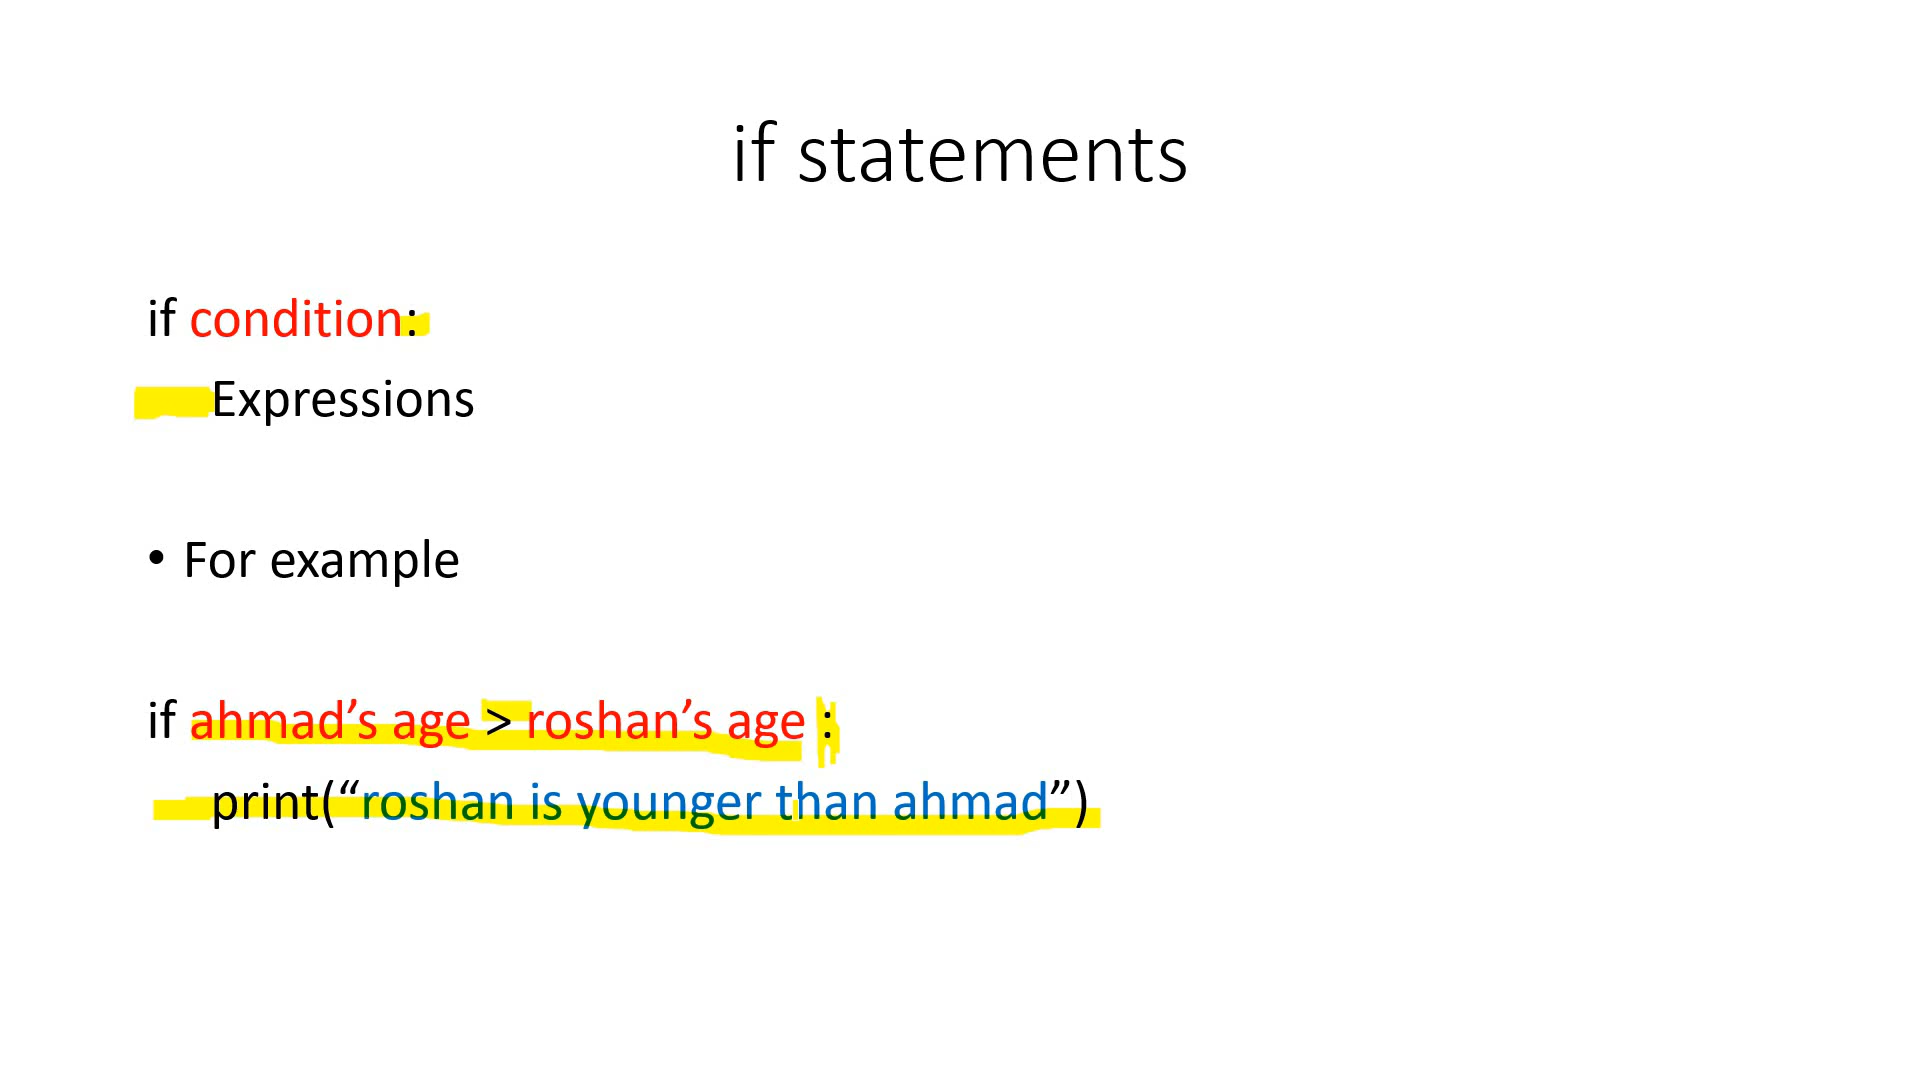 if statements
if condition:
Expressions
• For example
if ahmad’s age > roshan’s age :
print(“roshan is younger than ahmad”)